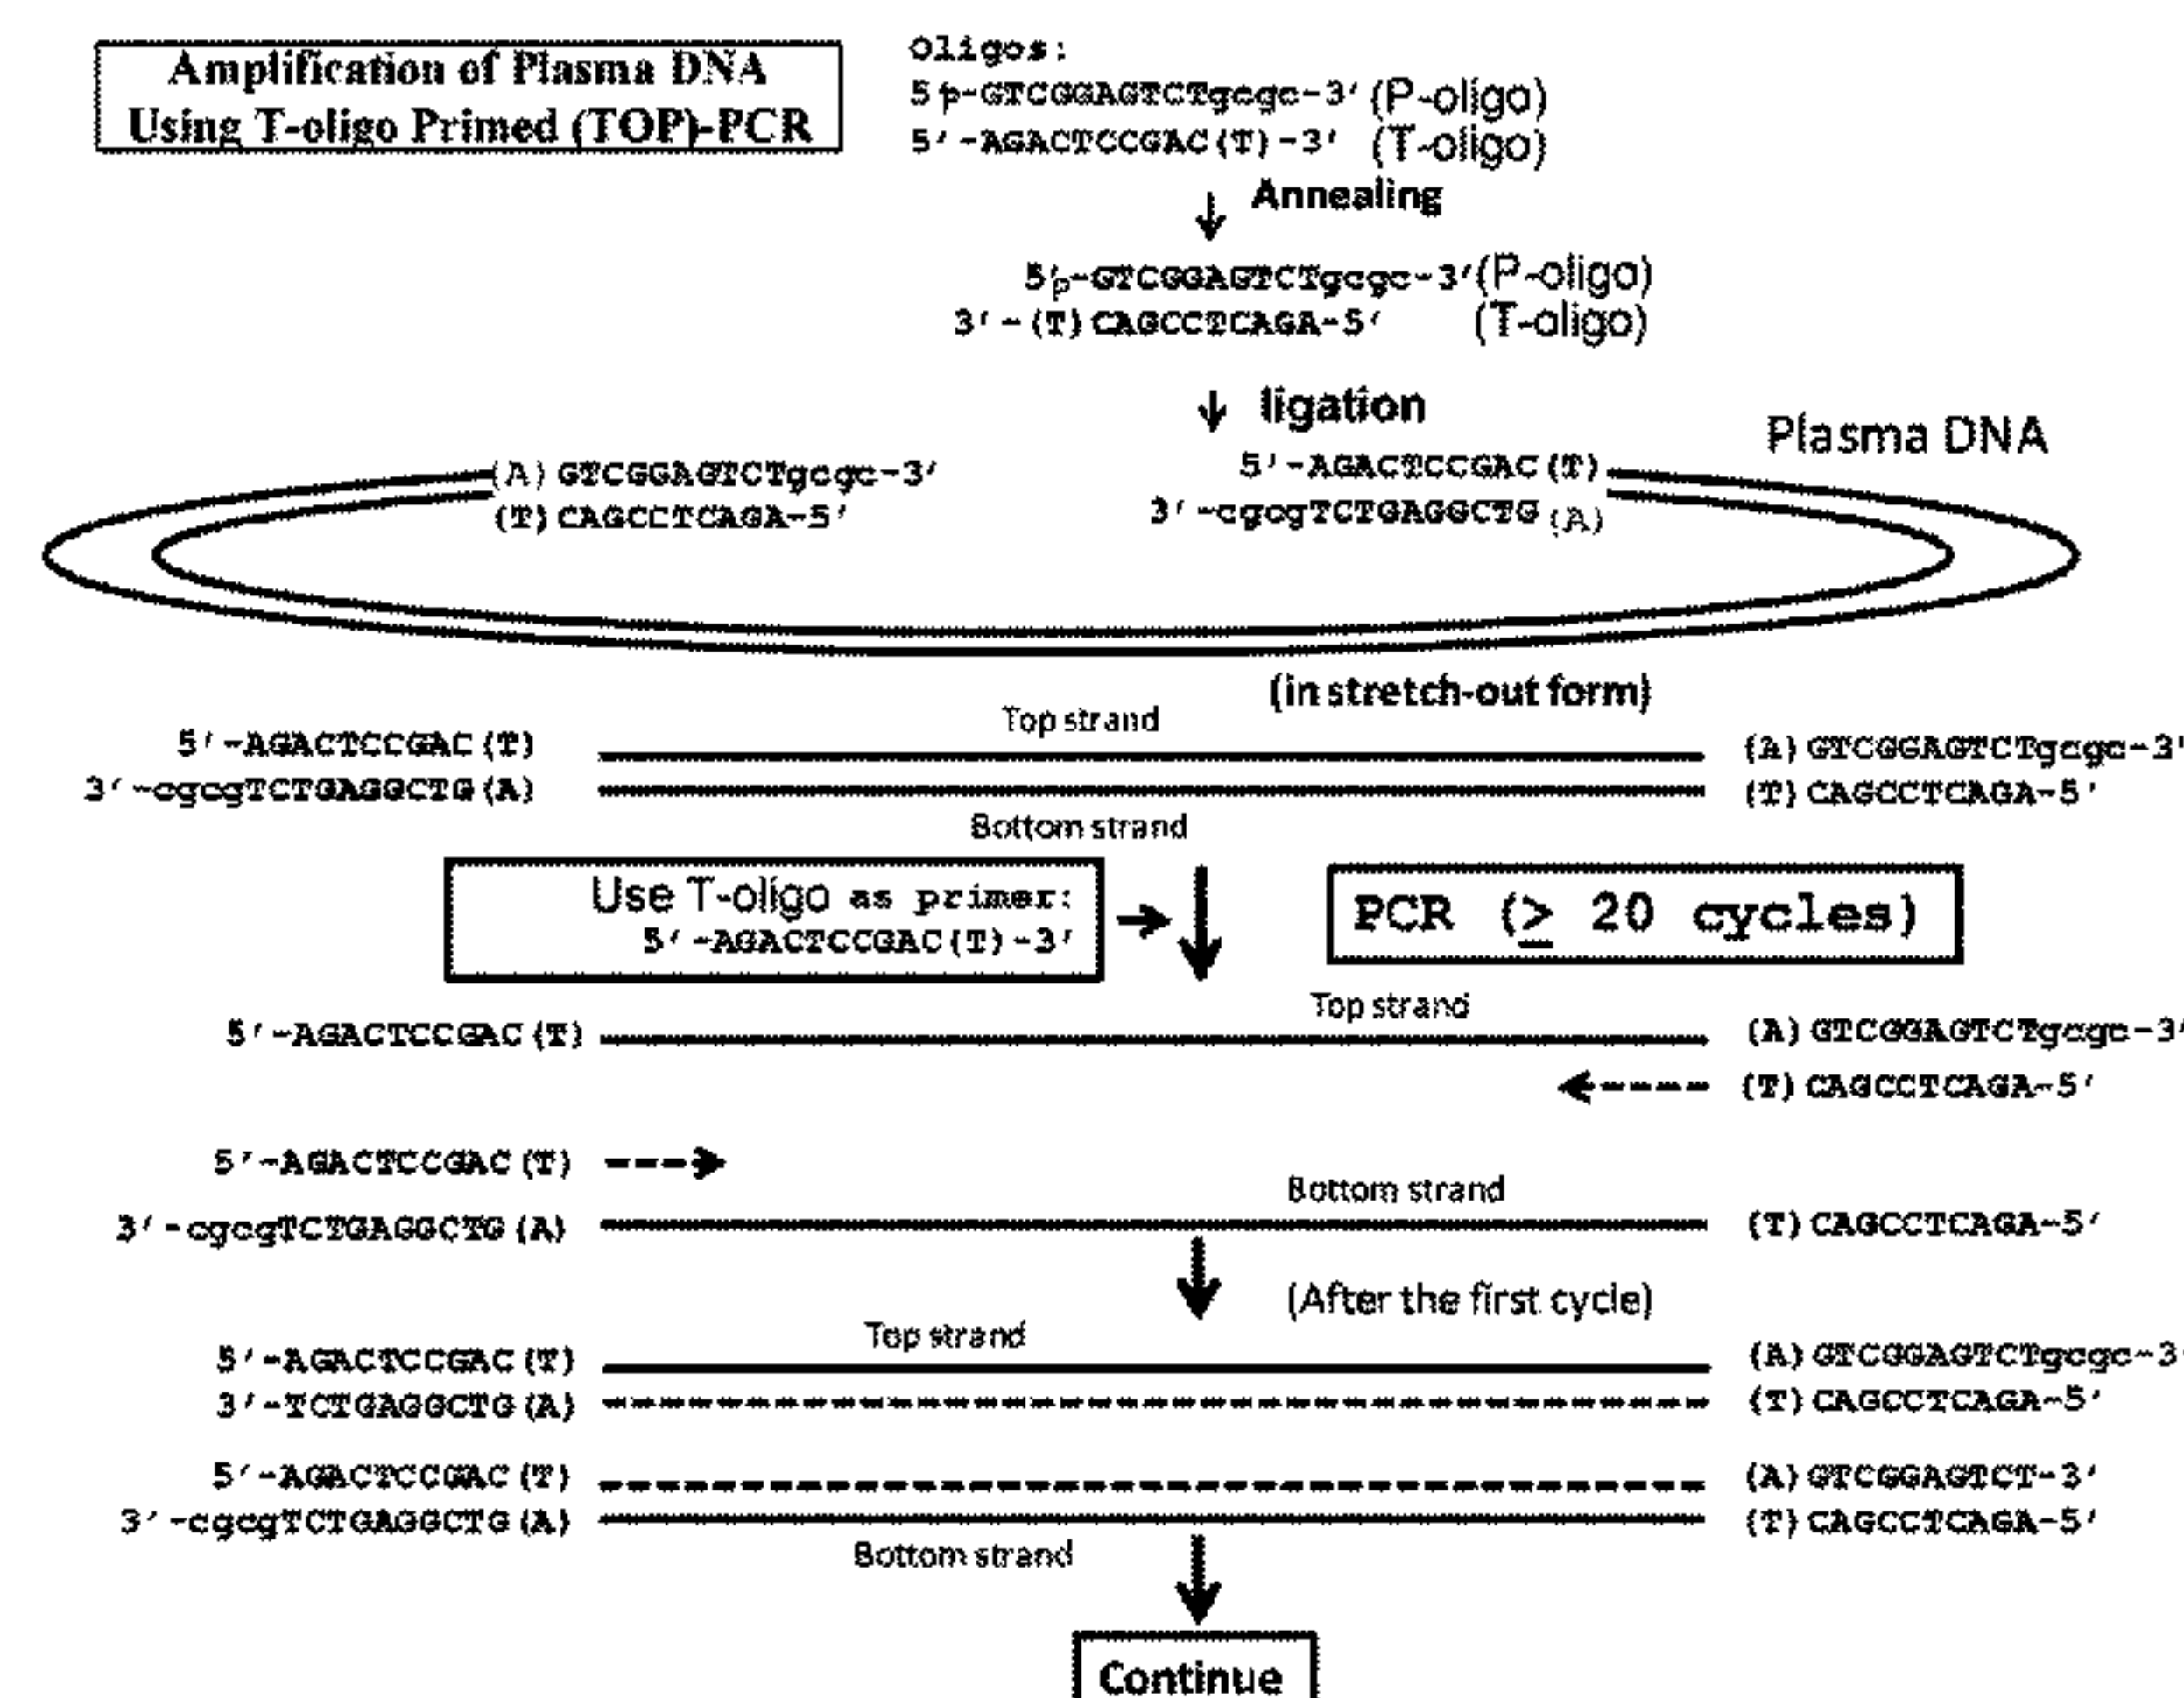 Amplification of Plasma DNA
Using T-oligo Primed (TOP)-PCR
Oligos:
5'p-GTCGGAGTCTgcgc-3' (P-oligo)
5'-AGACTCCGAC(T)-3' (T-oligo)
Annealing
5'p-GTCGGAGTCTgcgc-3' (P-oligo)
3'-(T)CAGCCTCAGA-5' (T-oligo)
ligation
Plasma DNA
(A)GTCGGAGTCTgcgc-3' 5'-AGACTCCGAC(T)
(T)CAGCCTCAGA-5' 3'-cgcgTCTGAGGCTG(A)
(in stretch-out form)
Top strand
5'-AGACTCCGAC(T) (A)GTCGGAGTCTgcgc-3'
3'-cgcgTCTGAGGCTG(A) (T)CAGCCTCAGA-5'
Bottom strand
Use T-oligo as primer:
5'-AGACTCCGAC(T)-3'
PCR (≥ 20 cycles)
Top strand
5'-AGACTCCGAC(T) (A)GTCGGAGTCTgcgc-3'
(T)CAGCCTCAGA-5'
5'-AGACTCCGAC(T)
Bottom strand
3'-cgcgTCTGAGGCTG(A) (T)CAGCCTCAGA-5'
(After the first cycle)
Top strand
5'-AGACTCCGAC(T) (A)GTCGGAGTCTgcgc-3'
3'-TCTGAGGCTG(A) (T)CAGCCTCAGA-5'
5'-AGACTCCGAC(T) (A)GTCGGAGTCT-3'
3'-cgcgTCTGAGGCTG(A) (T)CAGCCTCAGA-5'
Bottom strand
Continue